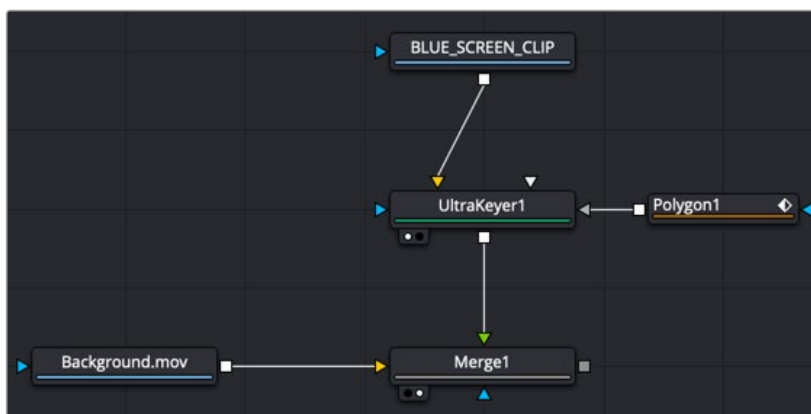 BLUE_SCREEN_CLIP
UltraKeyer1
Polygon1
Background.mov
Merge1